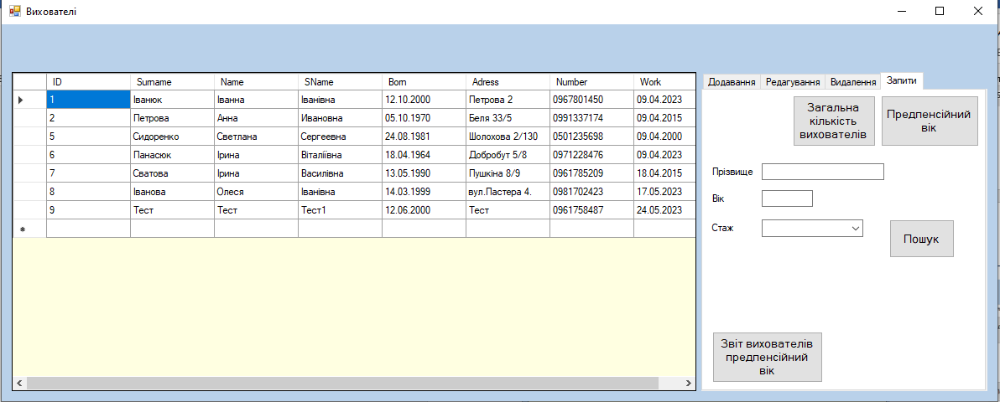 Вихователі
ID Surname Name SName Born Adress Number Work
1 Іванюк Іванна Іванівна 12.10.2000 Петрова 2 0967801450 09.04.2023
2 Петрова Анна Ивановна 05.10.1970 Беля 33/5 0991337174 09.04.2015
5 Сидоренко Светлана Сергеевна 24.08.1981 Шолохова 2/130 0501235698 09.04.2000
6 Панасюк Ірина Віталіївна 18.04.1964 Добробут 5/8 0971228476 09.04.2023
7 Сватова Ірина Василівна 13.05.1990 Пушкіна 8/9 0961785209 18.04.2015
8 Іванова Олеся Іванівна 14.03.1999 вул.Пастера 4. 0981702423 17.05.2023
9 Тест Тест Тест1 12.06.2000 Тест 0961758487 24.05.2023
Додавання Редагування Видалення Запити
Загальна
кількість
вихователів
Предпенсійний
вік
Прізвище
Вік
Стаж
Пошук
Звіт вихователів
предпенсійний
вік